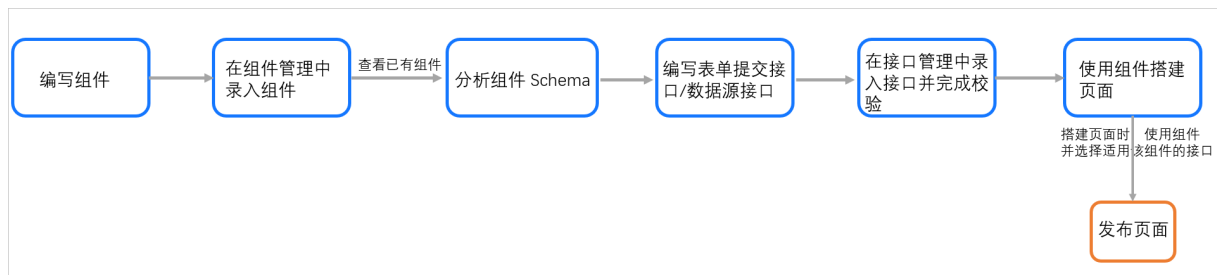 编写组件
在组件管理中
录入组件
查看已有组件
分析组件 Schema
编写表单提交接
口/数据源接口
在接口管理中录
入接口并完成校
验
使用组件搭建
页面
搭建页面时 使用组件
并选择适用该组件的接口
发布页面